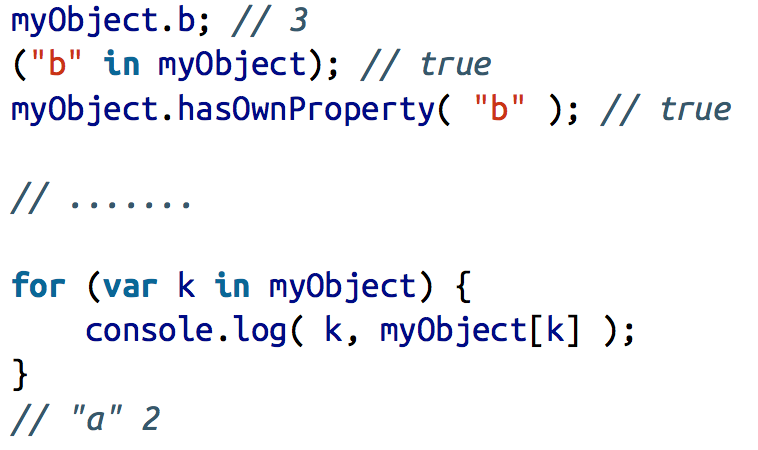 myObject.b; // 3
("b" in myObject); // true
myObject.hasOwnProperty( "b" ); // true
// .......
for (var k in myObject) {
    console.log( k, myObject[k] );
}
// "a" 2